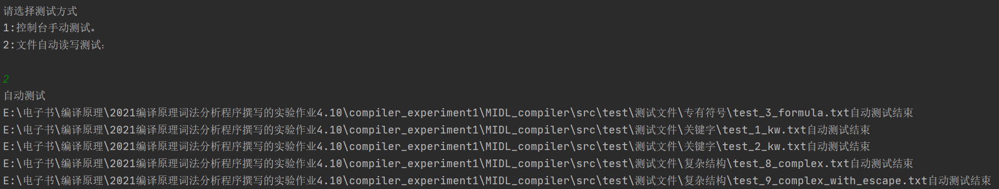 请选择测试方式
1:控制台手动测试。
2:文件自动读写测试:
2
自动测试
E:\电子书\编译原理\2021编译原理词法分析程序撰写的实验作业4.10\compiler_experiment1\MIDL_compiler\src\test\测试文件\专有符号\test_3_formula.txt自动测试结束
E:\电子书\编译原理\2021编译原理词法分析程序撰写的实验作业4.10\compiler_experiment1\MIDL_compiler\src\test\测试文件\关键字\test_1_kw.txt自动测试结束
E:\电子书\编译原理\2021编译原理词法分析程序撰写的实验作业4.10\compiler_experiment1\MIDL_compiler\src\test\测试文件\关键字\test_2_kw.txt自动测试结束
E:\电子书\编译原理\2021编译原理词法分析程序撰写的实验作业4.10\compiler_experiment1\MIDL_compiler\src\test\测试文件\复杂结构\test_8_complex.txt自动测试结束
E:\电子书\编译原理\2021编译原理词法分析程序撰写的实验作业4.10\compiler_experiment1\MIDL_compiler\src\test\测试文件\复杂结构\test_9_complex_with_escape.txt自动测试结束